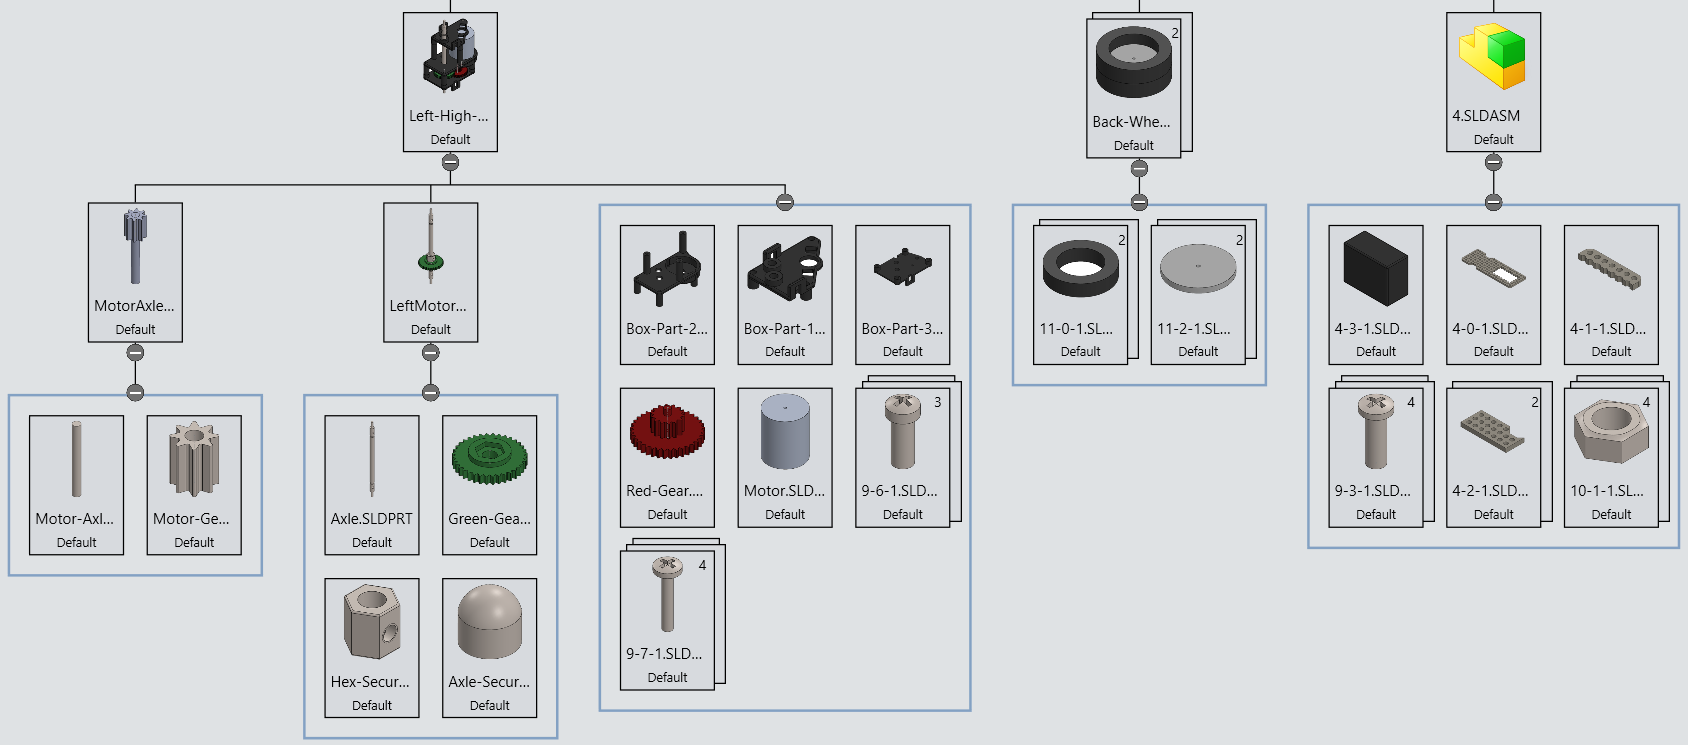 Left-High-...
Default
2
Back-Whe...
Default
4.SLDASM
Default
MotorAxle...
Default
LeftMotor...
Default
Box-Part-2...
Default
Box-Part-1...
Default
Box-Part-3...
Default
2
11-0-1.SL...
Default
2
11-2-1.SL...
Default
4-3-1.SLD...
Default
4-0-1.SLD...
Default
4-1-1.SLD...
Default
Motor-Axl...
Default
Motor-Ge...
Default
Axle.SLDPRT
Default
Green-Gea...
Default
Red-Gear....
Default
Motor.SLD...
Default
3
9-6-1.SLD...
Default
4
9-3-1.SLD...
Default
2
4-2-1.SLD...
Default
4
10-1-1.SL...
Default
Hex-Secur...
Default
Axle-Secur...
Default
4
9-7-1.SLD...
Default